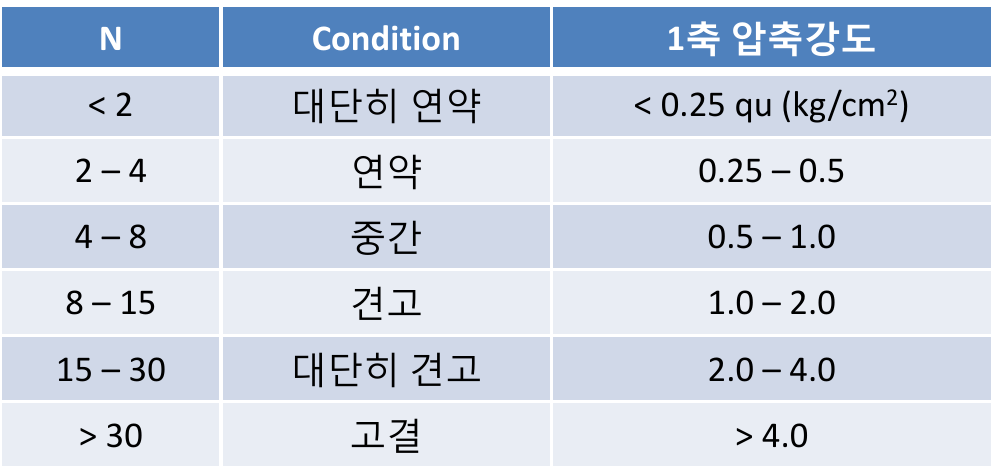 N Condition 1축 압축강도
< 2 대단히 연약 < 0.25 qu (kg/cm²)
2 – 4 연약 0.25 – 0.5
4 – 8 중간 0.5 – 1.0
8 – 15 견고 1.0 – 2.0
15 – 30 대단히 견고 2.0 – 4.0
> 30 고결 > 4.0